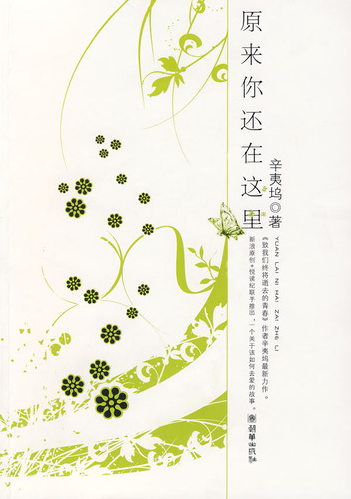 原来你还在这里
辛夷坞◎著
YUAN LAI NI HAI ZAI ZHE LI
《致我们终将逝去的青春》作者辛夷坞最新力作。
新浪原创+悦读纪联手推出，一个关于该如何去爱的故事。
朝華出版社